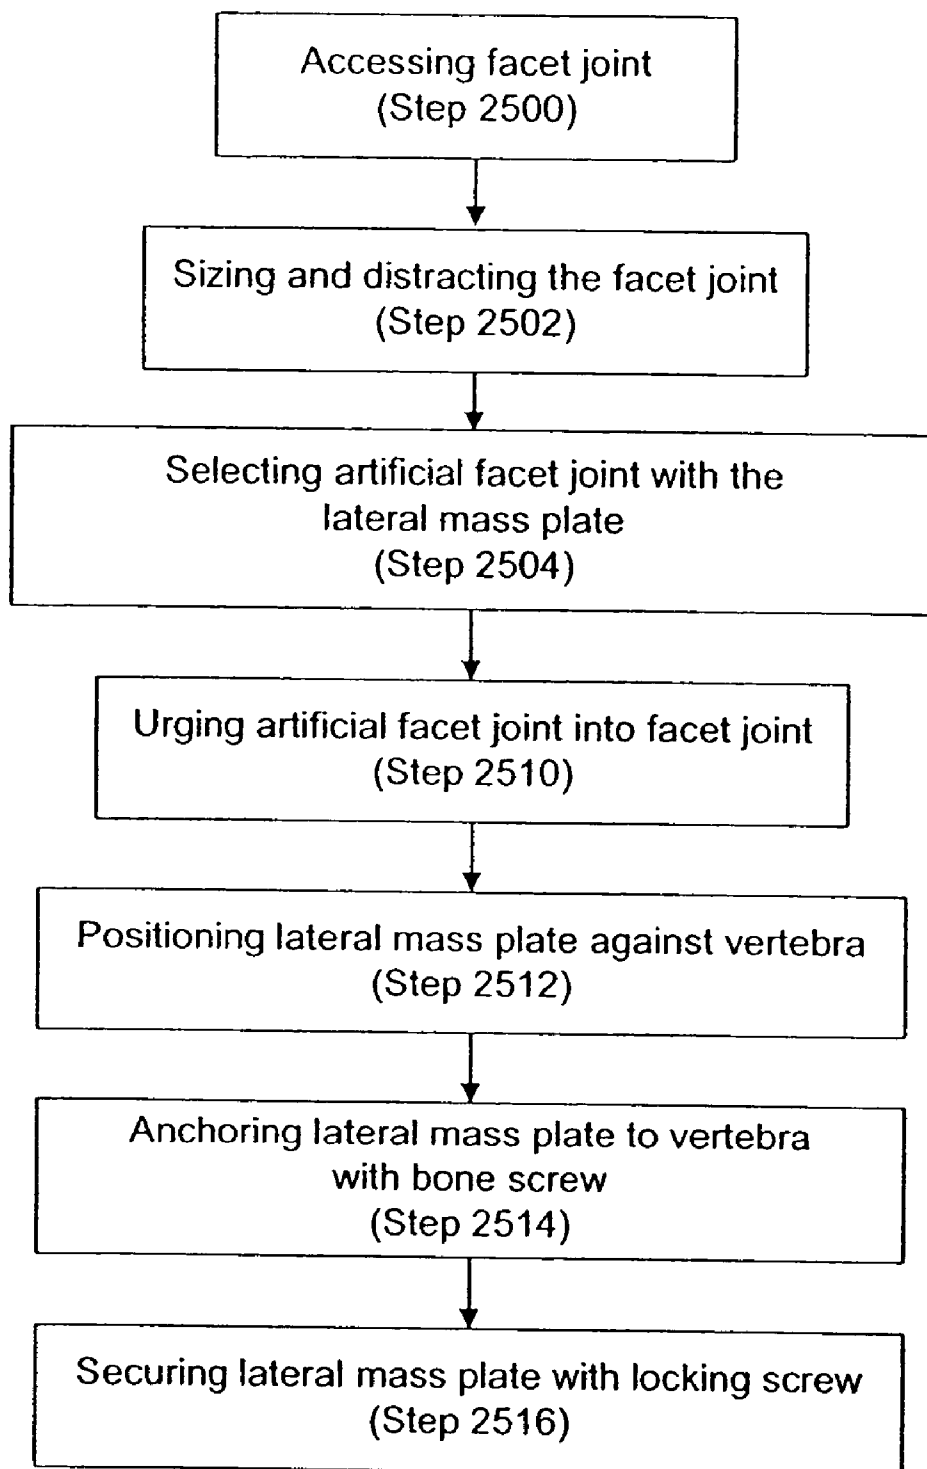 Accessing facet joint
(Step 2500)
Sizing and distracting the facet joint
(Step 2502)
Selecting artificial facet joint with the
lateral mass plate
(Step 2504)
Urging artificial facet joint into facet joint
(Step 2510)
Positioning lateral mass plate against vertebra
(Step 2512)
Anchoring lateral mass plate to vertebra
with bone screw
(Step 2514)
Securing lateral mass plate with locking screw
(Step 2516)